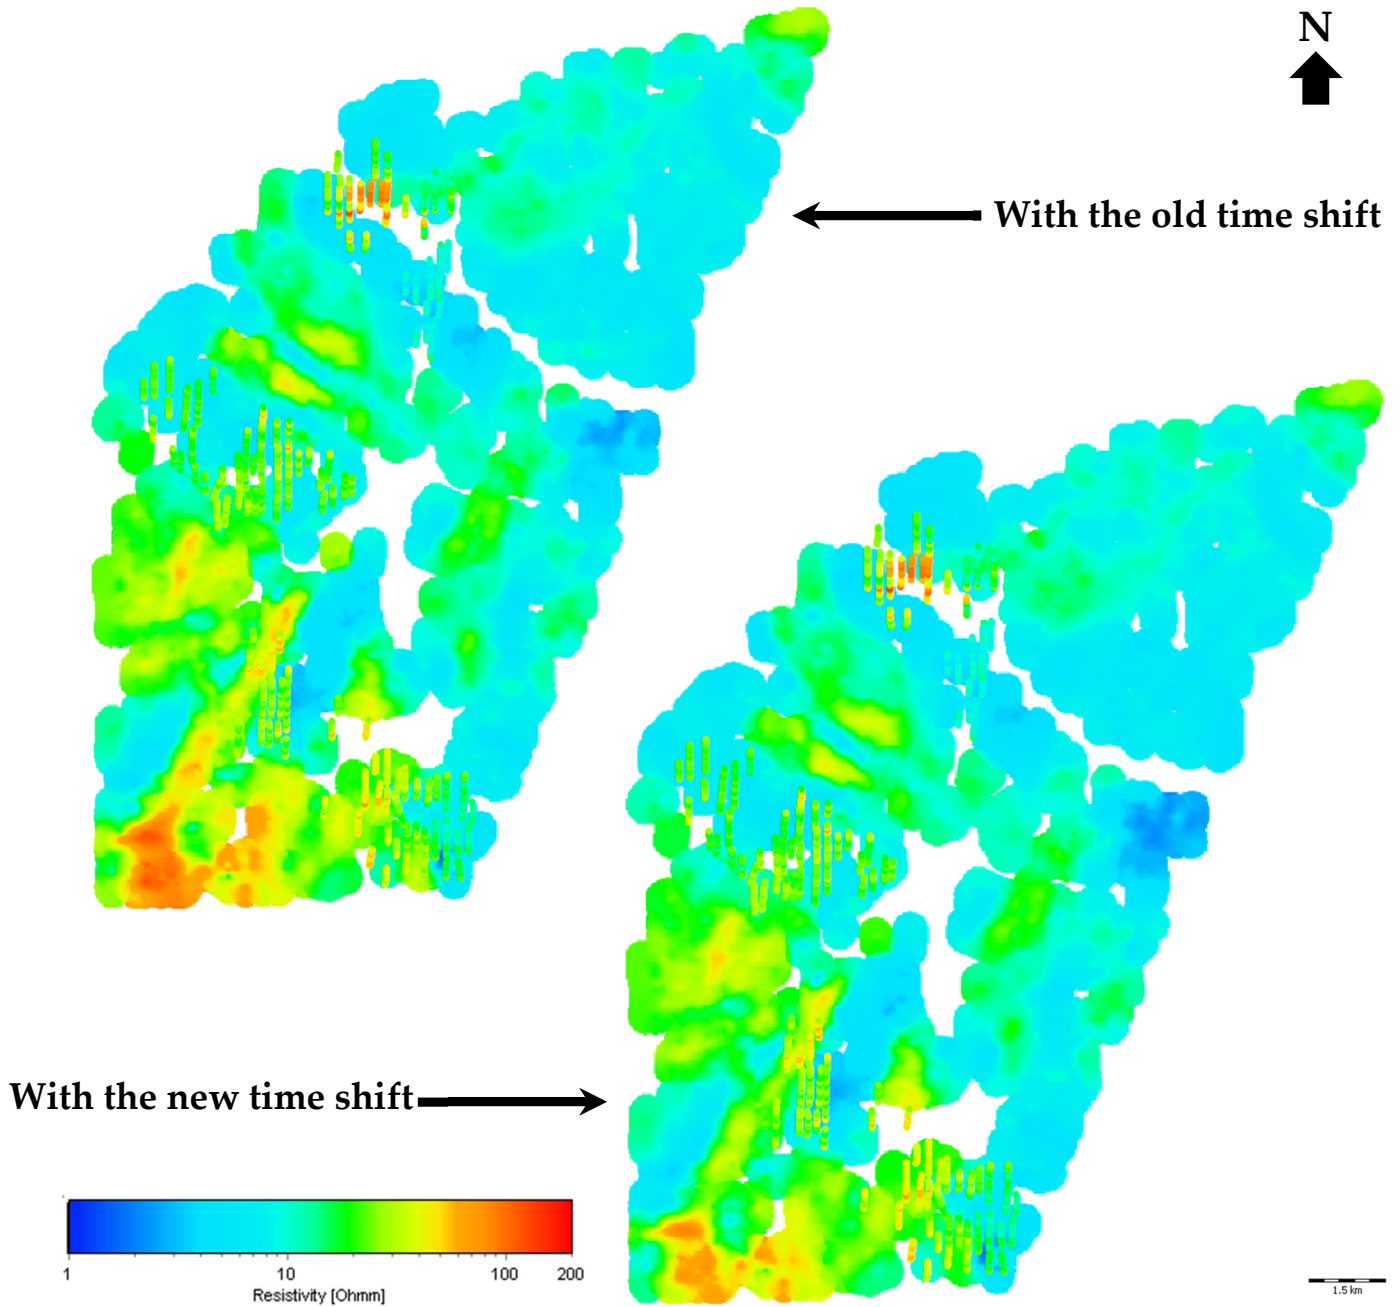 N
With the old time shift
With the new time shift
1 10 100 200
Resistivity [Ohmm]
1.5 km